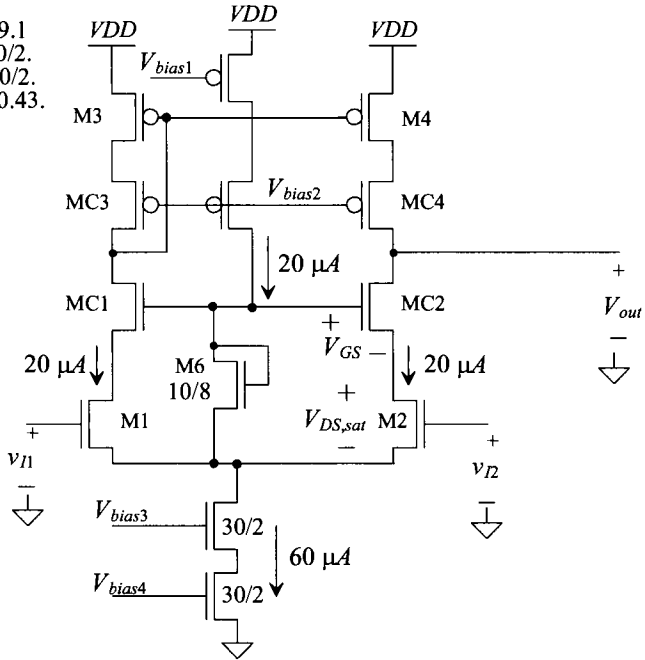 9.1
0/2.
0/2.
0.43.
VDD
VDD
VDD
Vbias1
M3
M4
MC3
Vbias2
MC4
20 μA
MC1
MC2
+
VGS −
+
Vout
−
20 μA
M6
10/8
20 μA
+
VDS,sat
−
M1
M2
+
vI1
−
+
vI2
−
Vbias3
30/2
60 μA
Vbias4
30/2